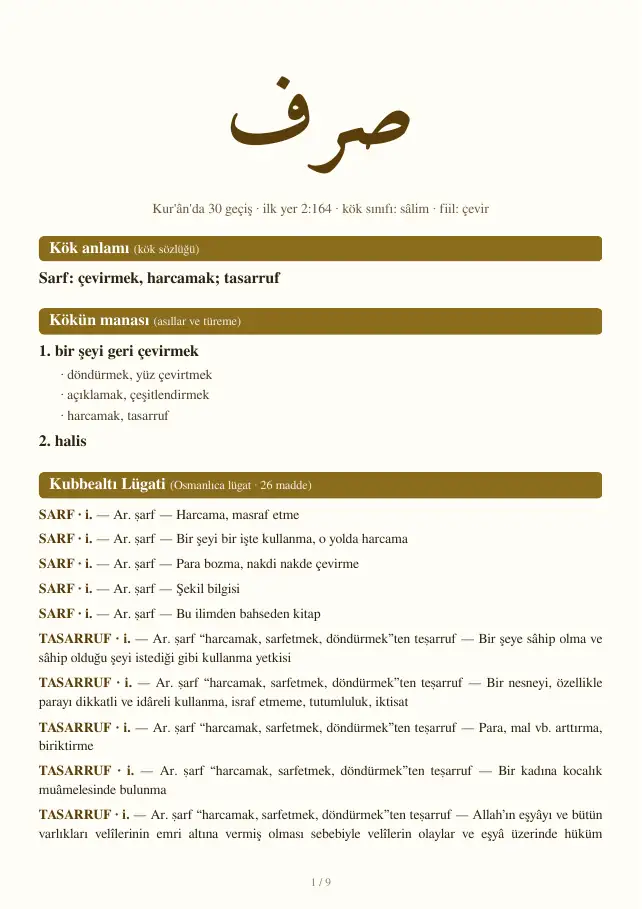 صرف
Kur'ân'da 30 geçiş · ilk yer 2:164 · kök sınıfı: sâlim · fiil: çevir
Kök anlamı (kök sözlüğü)
Sarf: çevirmek, harcamak; tasarruf
Kökün manası (asıllar ve türeme)
1. bir şeyi geri çevirmek
· döndürmek, yüz çevirtmek
· açıklamak, çeşitlendirmek
· harcamak, tasarruf
2. halis
Kubbealtı Lügati (Osmanlıca lügat · 26 madde)
SARF · i. — Ar. ṣarf — Harcama, masraf etme
SARF · i. — Ar. ṣarf — Bir şeyi bir işte kullanma, o yolda harcama
SARF · i. — Ar. ṣarf — Para bozma, nakdi nakde çevirme
SARF · i. — Ar. ṣarf — Şekil bilgisi
SARF · i. — Ar. ṣarf — Bu ilimden bahseden kitap
TASARRUF · i. — Ar. ṣarf “harcamak, sarfetmek, döndürmek”ten teṣarruf — Bir şeye sâhip olma ve
sâhip olduğu şeyi istediği gibi kullanma yetkisi
TASARRUF · i. — Ar. ṣarf “harcamak, sarfetmek, döndürmek”ten teṣarruf — Bir nesneyi, özellikle
parayı dikkatli ve idâreli kullanma, israf etmeme, tutumluluk, iktisat
TASARRUF · i. — Ar. ṣarf “harcamak, sarfetmek, döndürmek”ten teṣarruf — Para, mal vb. arttırma,
biriktirme
TASARRUF · i. — Ar. ṣarf “harcamak, sarfetmek, döndürmek”ten teṣarruf — Bir kadına kocalık
muâmelesinde bulunma
TASARRUF · i. — Ar. ṣarf “harcamak, sarfetmek, döndürmek”ten teṣarruf — Allah’ın eşyâyı ve bütün
varlıkları velîlerinin emri altına vermiş olması sebebiyle velîlerin olaylar ve eşyâ üzerinde hüküm
1 / 9